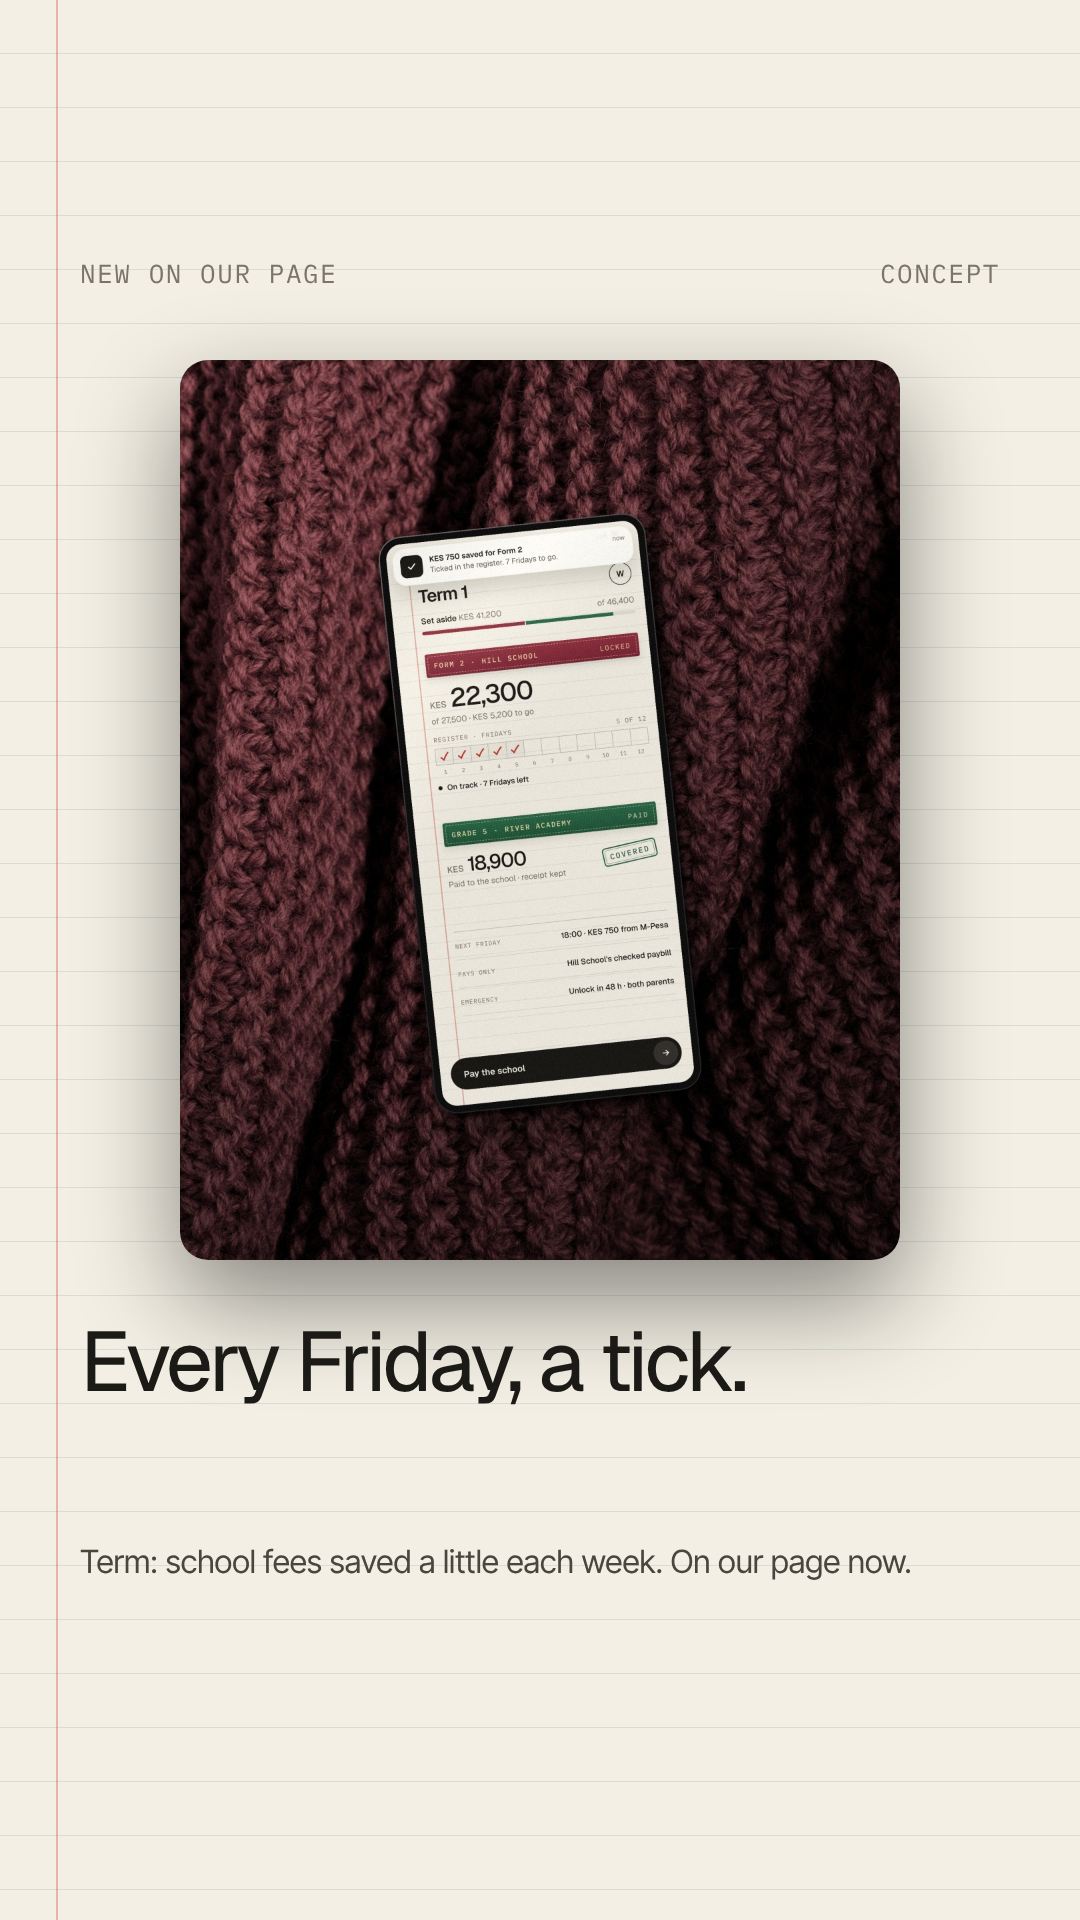 NEW ON OUR PAGE
CONCEPT
KES 750 saved for Form 2
now
Ticked in the register. 7 Fridays to go.
W
Term 1
Set aside KES 41,200
of 46,400
FORM 2 · HILL SCHOOL
LOCKED
KES 22,300
of 27,500 · KES 5,200 to go
REGISTER · FRIDAYS
5 OF 12
1 2 3 4 5 6 7 8 9 10 11 12
On track · 7 Fridays left
GRADE 5 · RIVER ACADEMY
PAID
KES 18,900
COVERED
Paid to the school · receipt kept
NEXT FRIDAY
18:00 · KES 750 from M-Pesa
PAYS ONLY
Hill School's checked paybill
EMERGENCY
Unlock in 48 h · both parents
Pay the school
Every Friday, a tick.
Term: school fees saved a little each week. On our page now.